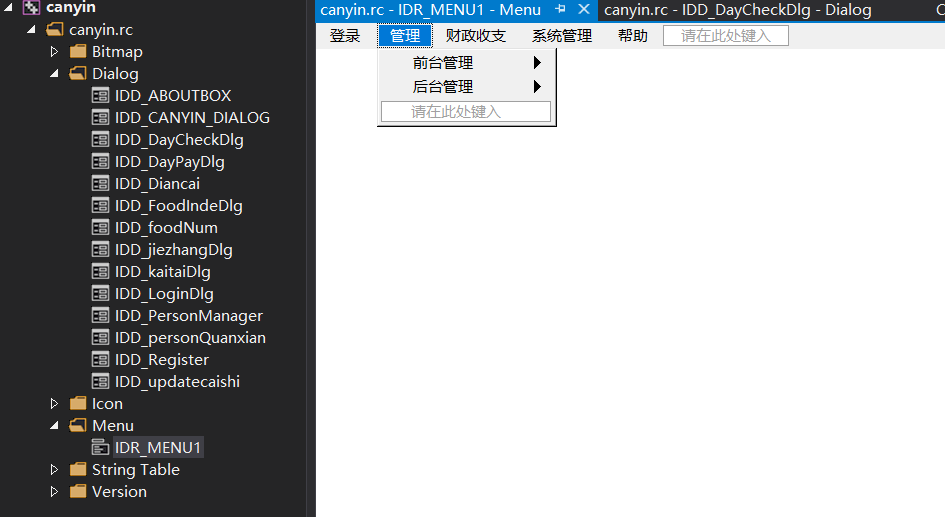 canyin
canyin.rc
Bitmap
Dialog
IDD_ABOUTBOX
IDD_CANYIN_DIALOG
IDD_DayCheckDlg
IDD_DayPayDlg
IDD_Diancai
IDD_FoodIndeDlg
IDD_foodNum
IDD_jiezhangDlg
IDD_kaitaiDlg
IDD_LoginDlg
IDD_PersonManager
IDD_personQuanxian
IDD_Register
IDD_updatecaishi
Icon
Menu
IDR_MENU1
String Table
Version
canyin.rc - IDR_MENU1 - Menu
canyin.rc - IDD_DayCheckDlg - Dialog
登录 管理 财政收支 系统管理 帮助 请在此处键入
前台管理
后台管理
请在此处键入